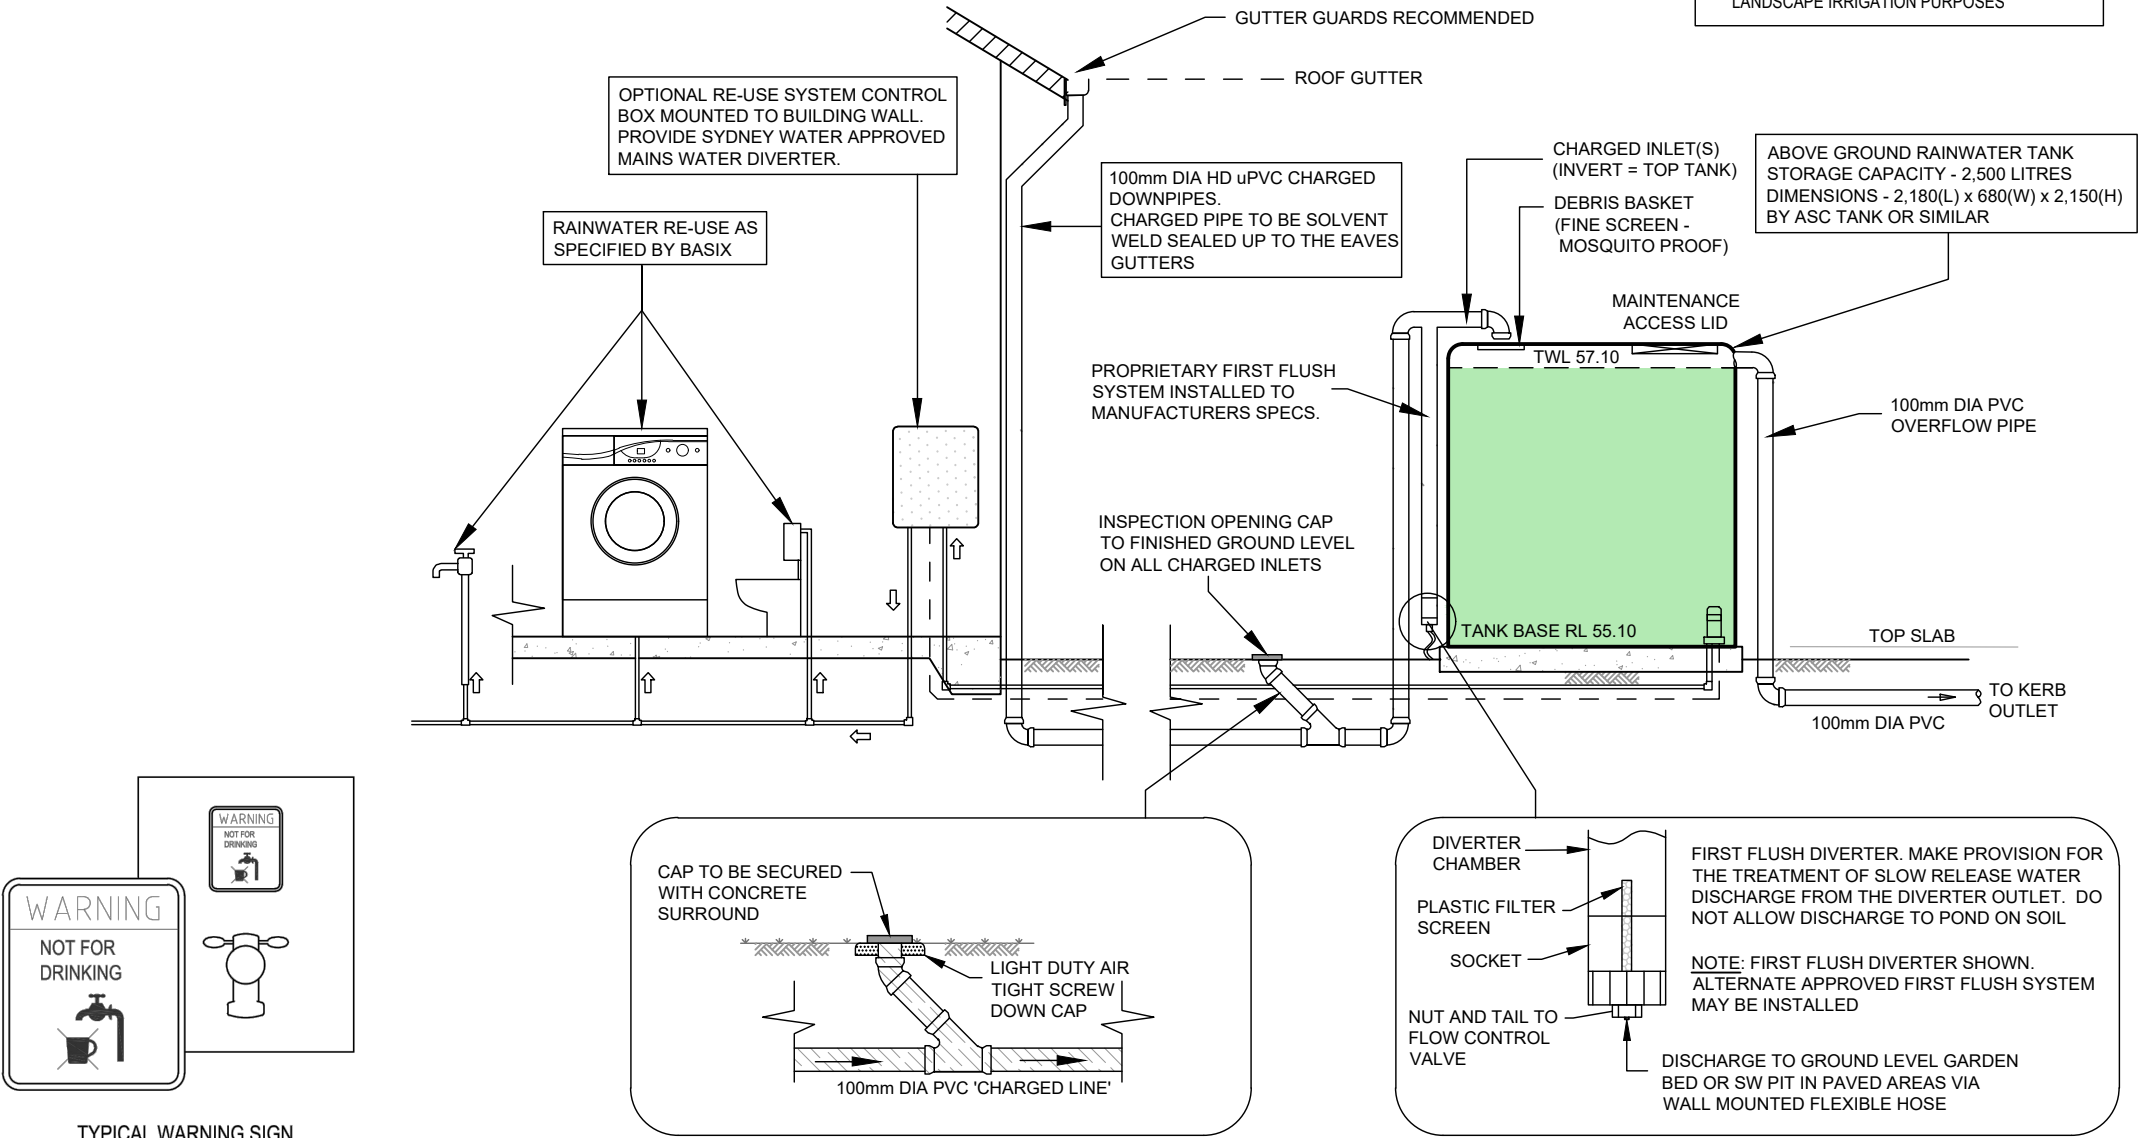 LANDSCAPE IRRIGATION PURPOSES
GUTTER GUARDS RECOMMENDED
ROOF GUTTER
OPTIONAL RE-USE SYSTEM CONTROL
BOX MOUNTED TO BUILDING WALL.
PROVIDE SYDNEY WATER APPROVED
MAINS WATER DIVERTER.
RAINWATER RE-USE AS
SPECIFIED BY BASIX
100mm DIA HD uPVC CHARGED
DOWNPIPES.
CHARGED PIPE TO BE SOLVENT
WELD SEALED UP TO THE EAVES
GUTTERS
CHARGED INLET(S)
(INVERT = TOP TANK)
DEBRIS BASKET
(FINE SCREEN -
MOSQUITO PROOF)
ABOVE GROUND RAINWATER TANK
STORAGE CAPACITY - 2,500 LITRES
DIMENSIONS - 2,180(L) x 680(W) x 2,150(H)
BY ASC TANK OR SIMILAR
MAINTENANCE
ACCESS LID
TWL 57.10
PROPRIETARY FIRST FLUSH
SYSTEM INSTALLED TO
MANUFACTURERS SPECS.
100mm DIA PVC
OVERFLOW PIPE
INSPECTION OPENING CAP
TO FINISHED GROUND LEVEL
ON ALL CHARGED INLETS
TANK BASE RL 55.10
TOP SLAB
TO KERB
OUTLET
100mm DIA PVC
WARNING
NOT FOR
DRINKING
WARNING
NOT FOR
DRINKING
TYPICAL WARNING SIGN
CAP TO BE SECURED
WITH CONCRETE
SURROUND
LIGHT DUTY AIR
TIGHT SCREW
DOWN CAP
100mm DIA PVC 'CHARGED LINE'
DIVERTER
CHAMBER
PLASTIC FILTER
SCREEN
SOCKET
NUT AND TAIL TO
FLOW CONTROL
VALVE
FIRST FLUSH DIVERTER. MAKE PROVISION FOR
THE TREATMENT OF SLOW RELEASE WATER
DISCHARGE FROM THE DIVERTER OUTLET. DO
NOT ALLOW DISCHARGE TO POND ON SOIL
NOTE: FIRST FLUSH DIVERTER SHOWN.
ALTERNATE APPROVED FIRST FLUSH SYSTEM
MAY BE INSTALLED
DISCHARGE TO GROUND LEVEL GARDEN
BED OR SW PIT IN PAVED AREAS VIA
WALL MOUNTED FLEXIBLE HOSE